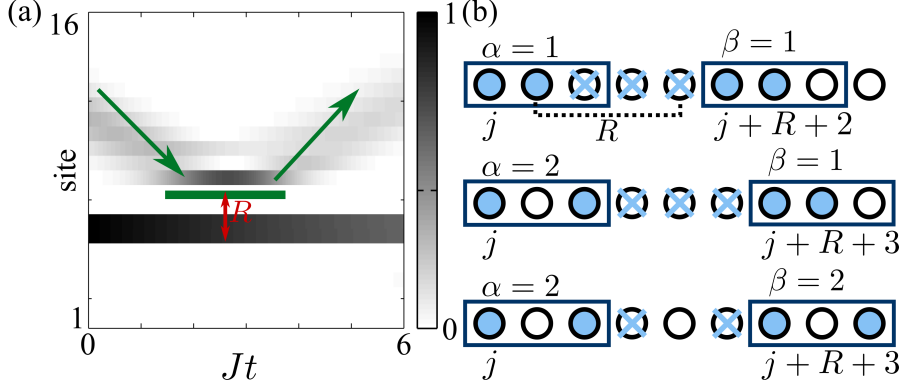 (a)
16
site
1
0
6
Jt
R
1
0
(b)
α = 1
β = 1
j
R
j + R + 2
α = 2
β = 1
j
j + R + 3
α = 2
β = 2
j
j + R + 3